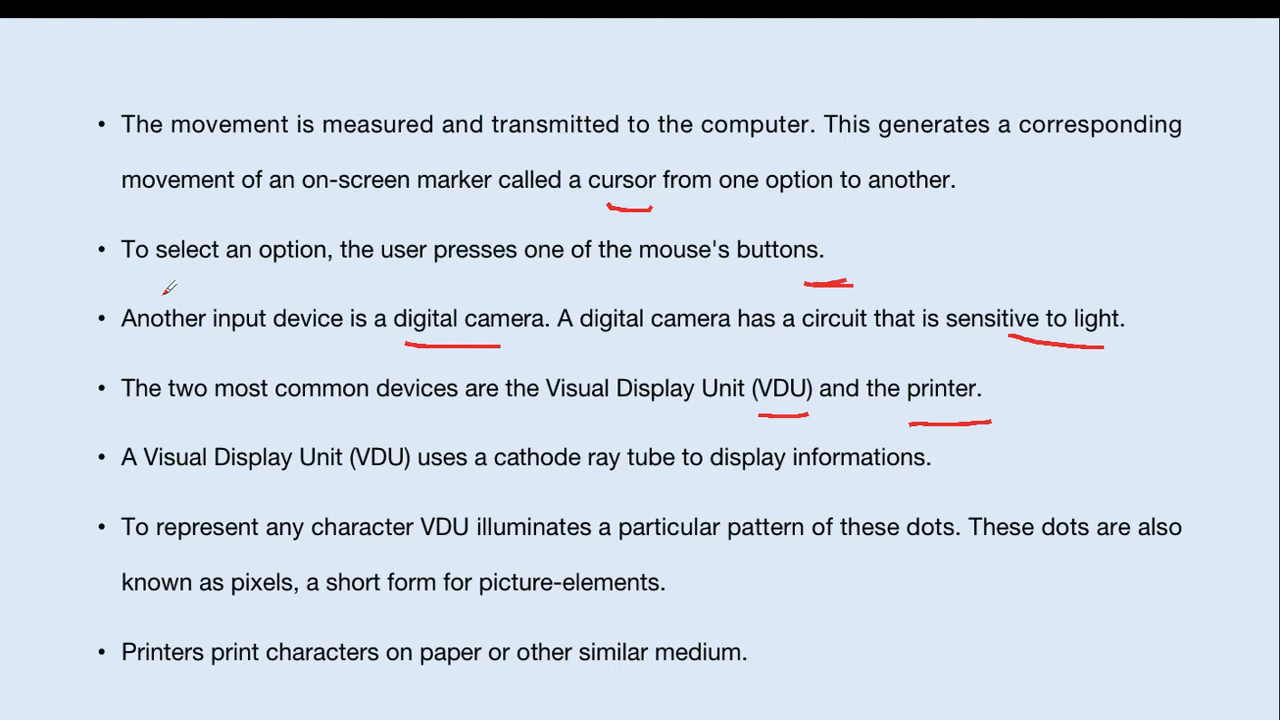 • The movement is measured and transmitted to the computer. This generates a corresponding
movement of an on-screen marker called a cursor from one option to another.
• To select an option, the user presses one of the mouse's buttons.
• Another input device is a digital camera. A digital camera has a circuit that is sensitive to light.
• The two most common devices are the Visual Display Unit (VDU) and the printer.
• A Visual Display Unit (VDU) uses a cathode ray tube to display informations.
• To represent any character VDU illuminates a particular pattern of these dots. These dots are also
known as pixels, a short form for picture-elements.
• Printers print characters on paper or other similar medium.